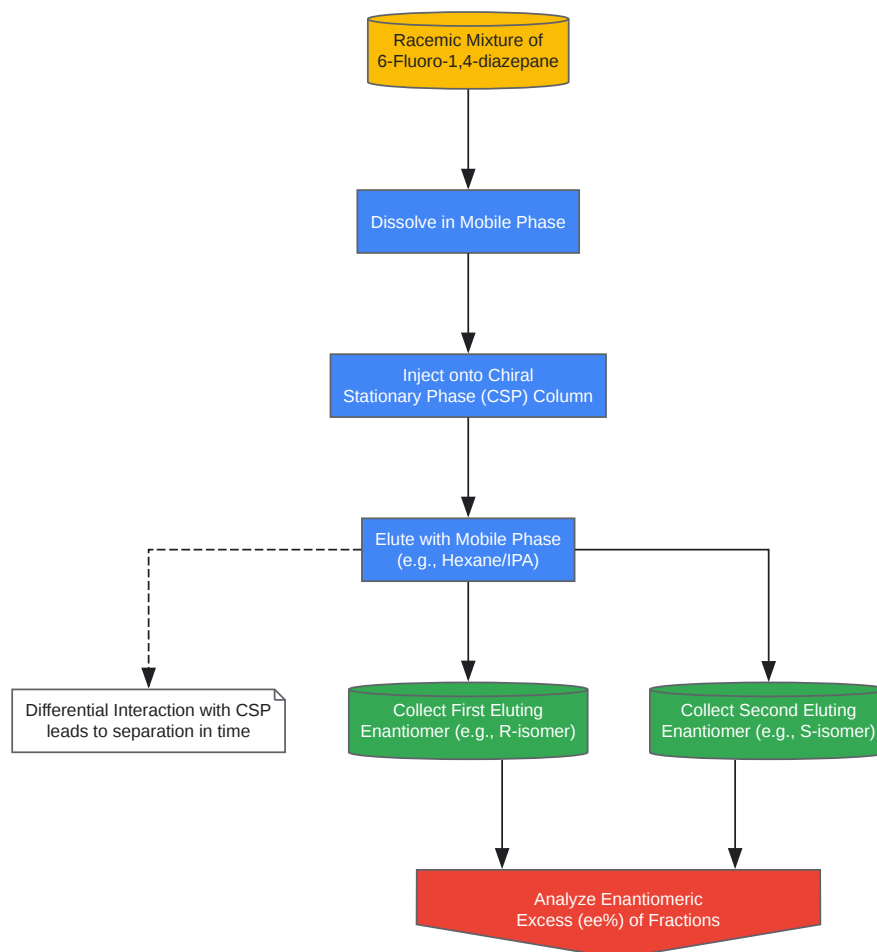 Racemic Mixture of
6-Fluoro-1,4-diazepane
Dissolve in Mobile Phase
Inject onto Chiral
Stationary Phase (CSP) Column
Elute with Mobile Phase
(e.g., Hexane/IPA)
Differential Interaction with CSP
leads to separation in time
Collect First Eluting
Enantiomer (e.g., R-isomer)
Collect Second Eluting
Enantiomer (e.g., S-isomer)
Analyze Enantiomeric
Excess (ee%) of Fractions